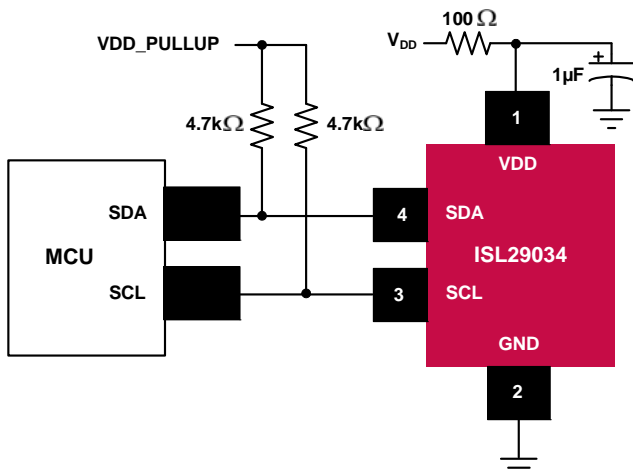 VDD_PULLUP
VDD
100 Ω
1µF
4.7kΩ
4.7kΩ
1
VDD
SDA
4
SDA
MCU
ISL29034
SCL
3
SCL
GND
2